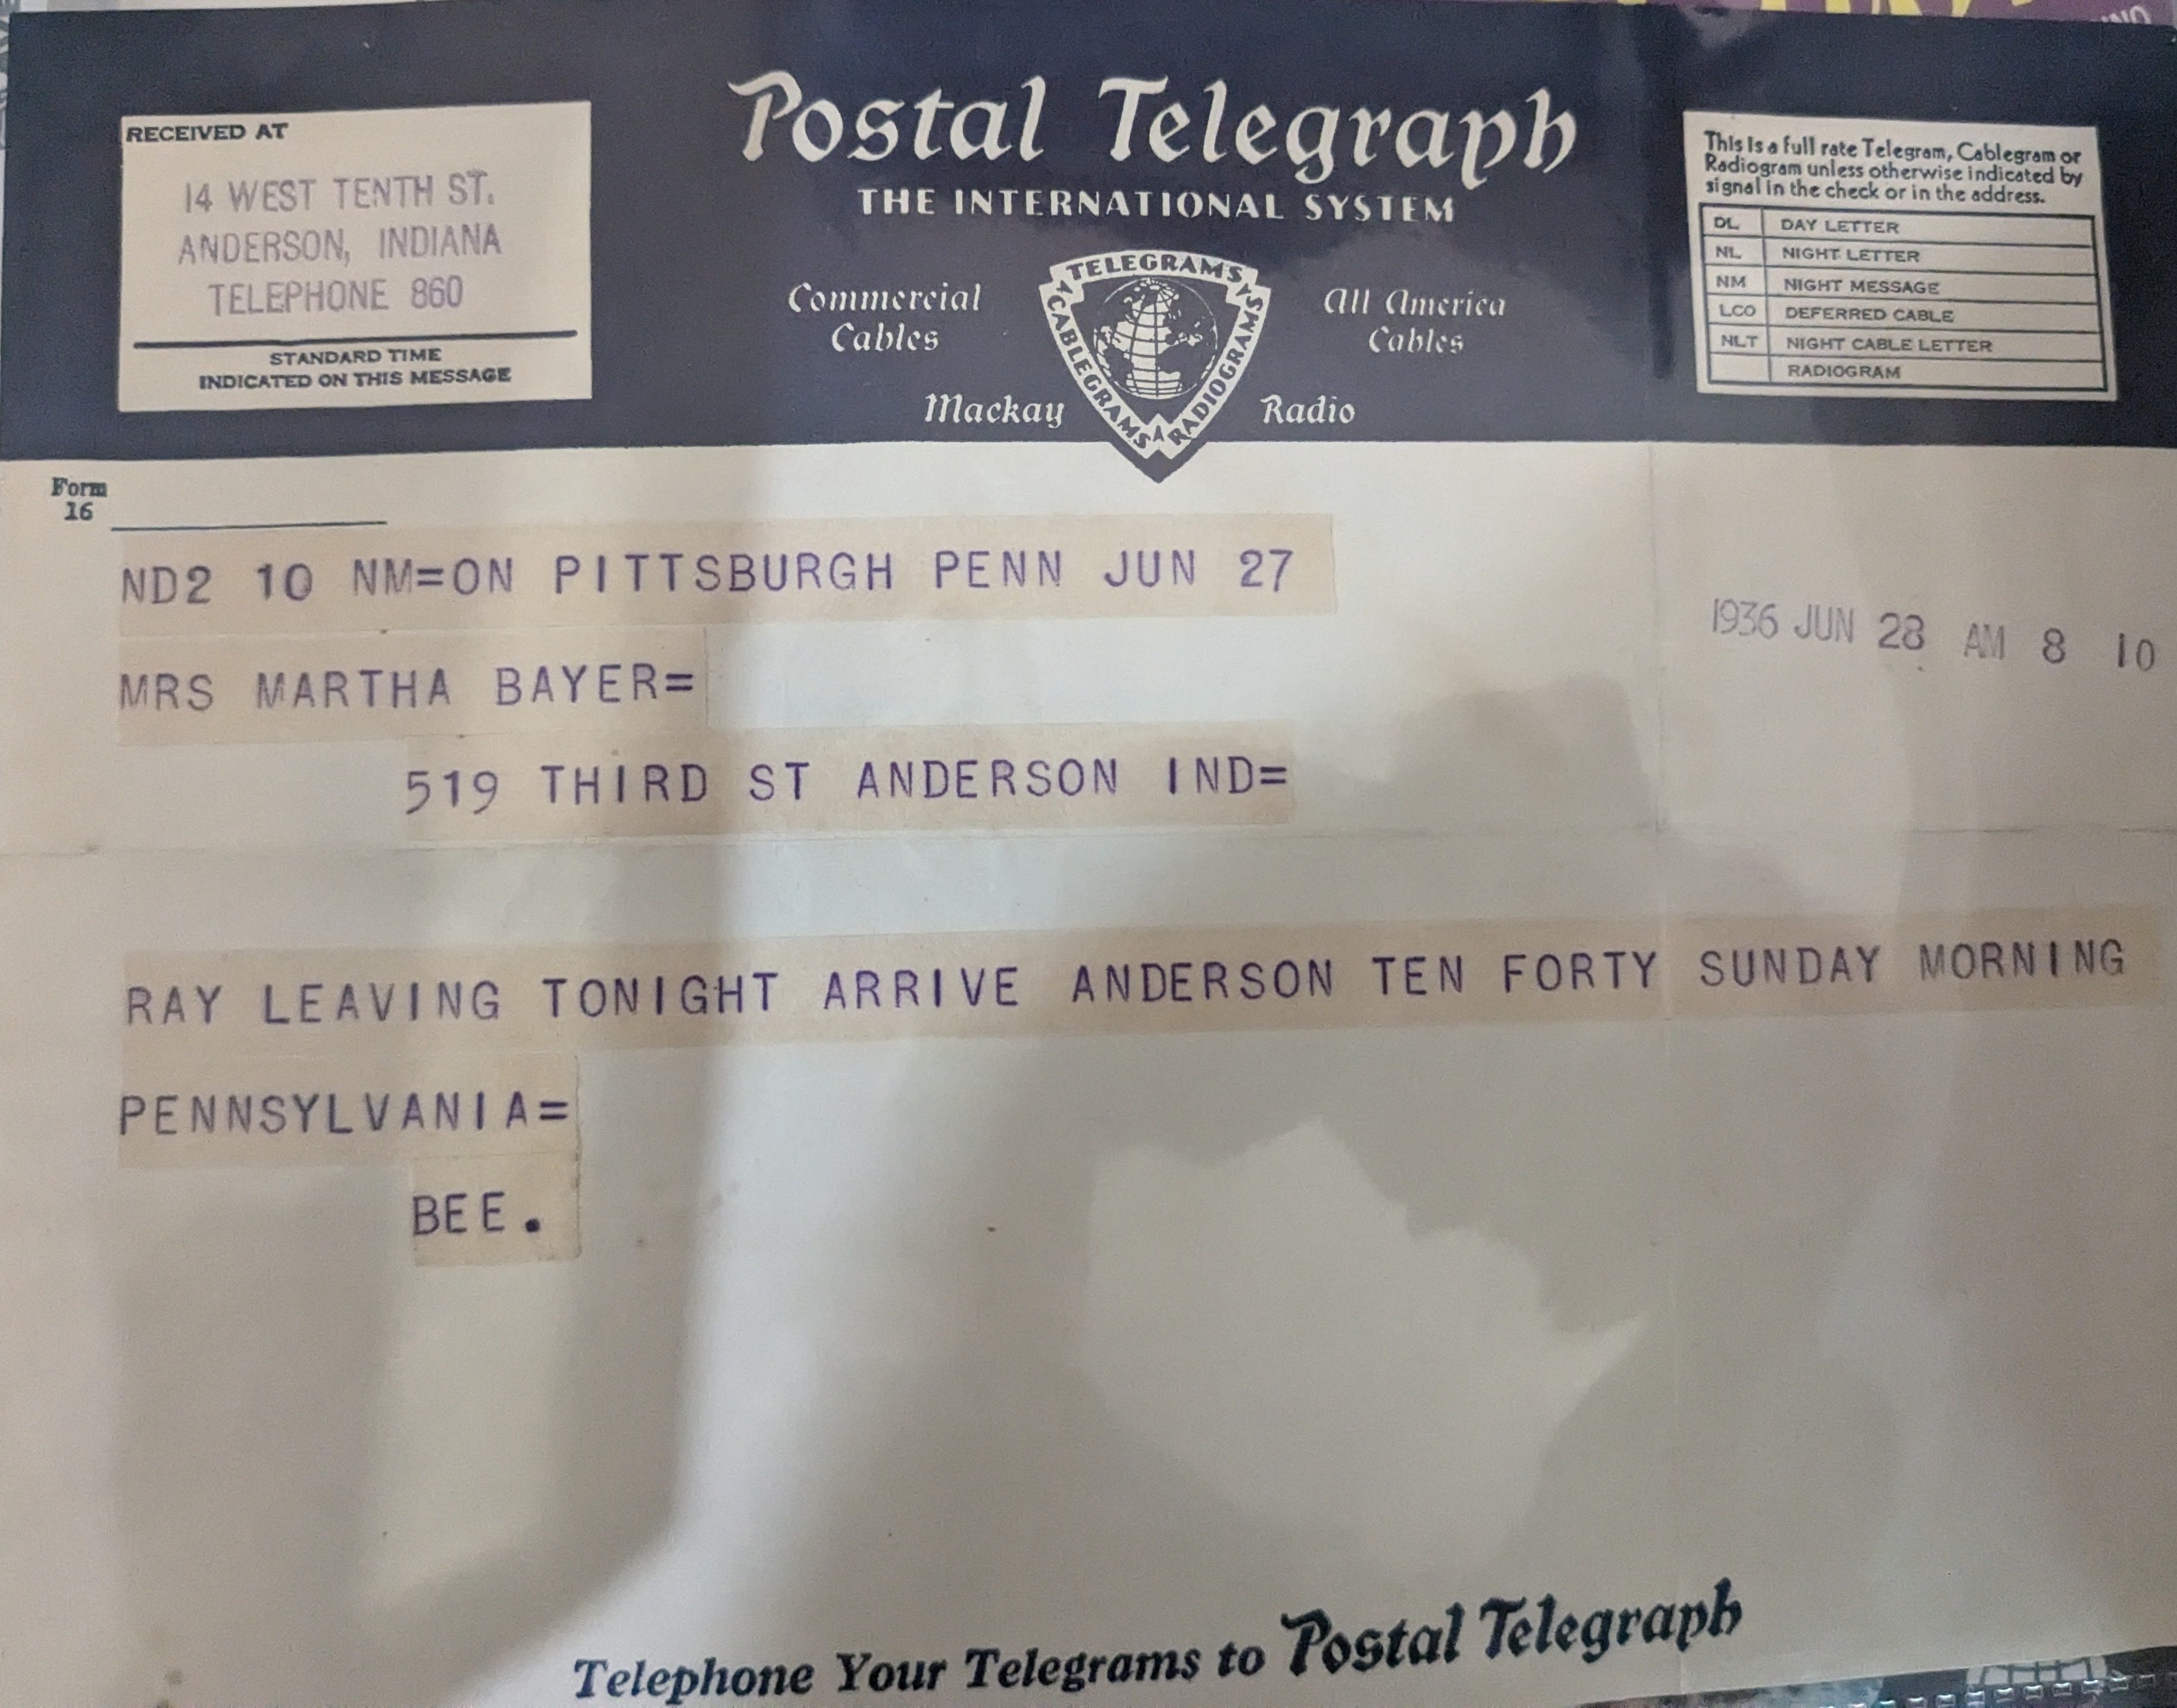 RECEIVED AT
14 WEST TENTH ST.
ANDERSON, INDIANA
TELEPHONE 860
STANDARD TIME
INDICATED ON THIS MESSAGE
Postal Telegraph
THE INTERNATIONAL SYSTEM
Commercial
Cables
TELEGRAMS
CABLEGRAMS
RADIOGRAMS
All America
Cables
Mackay
Radio
This is a full rate Telegram, Cablegram or
Radiogram unless otherwise indicated by
signal in the check or in the address.
DL DAY LETTER
NL NIGHT LETTER
NM NIGHT MESSAGE
LCO DEFERRED CABLE
NLT NIGHT CABLE LETTER
RADIOGRAM
Form
16
ND2 10 NM=ON PITTSBURGH PENN JUN 27
1936 JUN 28 AM 8 10
MRS MARTHA BAYER=
519 THIRD ST ANDERSON IND=
RAY LEAVING TONIGHT ARRIVE ANDERSON TEN FORTY SUNDAY MORNING
PENNSYLVANIA=
BEE.
Telephone Your Telegrams to Postal Telegraph